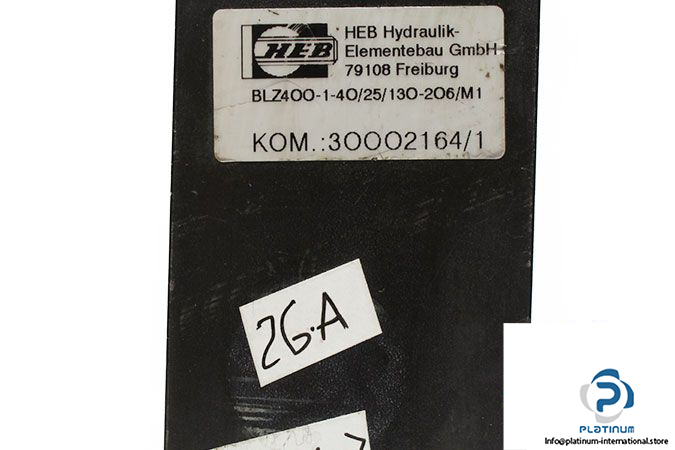 HEB
HEB Hydraulik-
Elementebau GmbH
79108 Freiburg
BLZ400-1-40/25/130-206/M1
KOM.:30002164/1
26.A
PLATINUM
Info@platinum-international.store